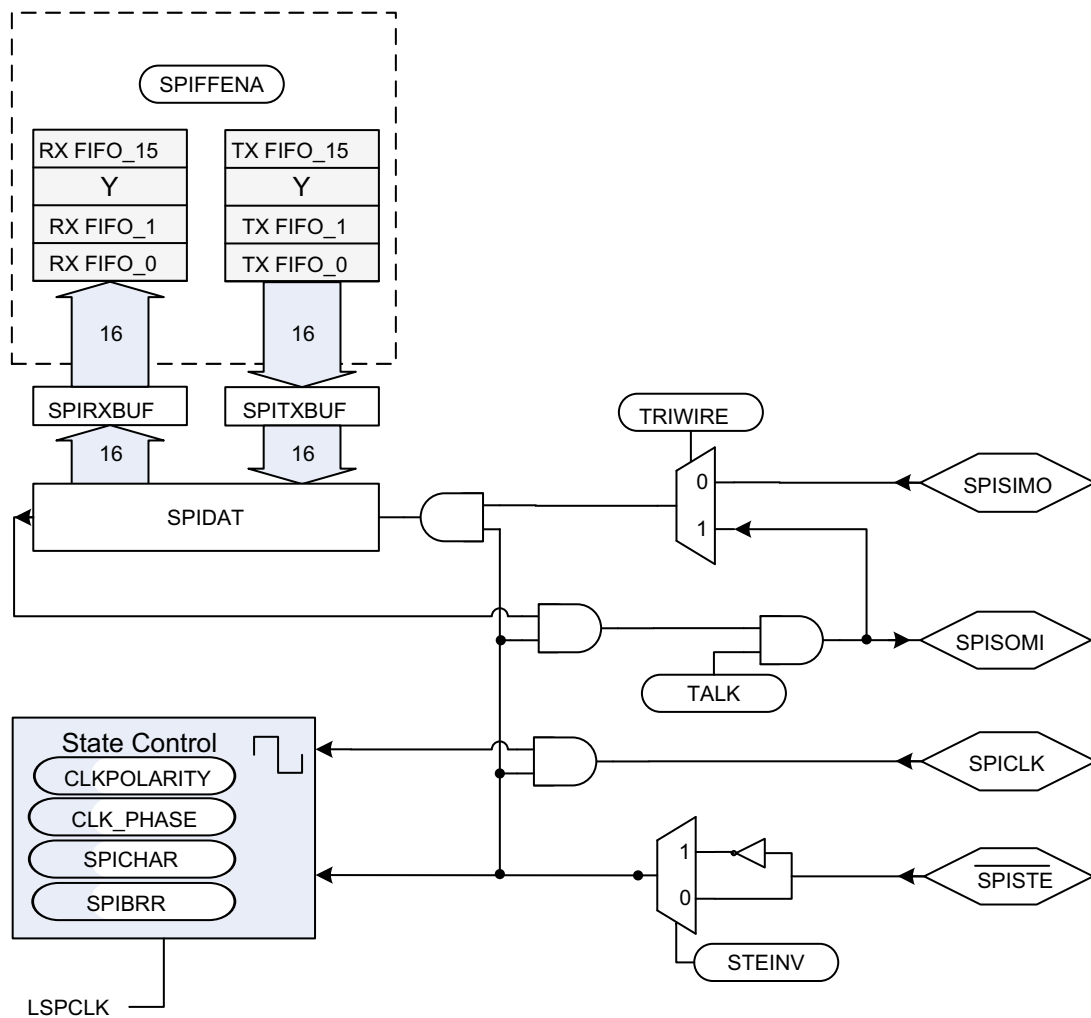 SPIFFENA
RX FIFO_15
TX FIFO_15
Y
Y
RX FIFO_1
TX FIFO_1
RX FIFO_0
TX FIFO_0
16
16
SPIRXBUF
SPITXBUF
TRIWIRE
16
16
0
SPISIMO
SPIDAT
1
SPISOMI
TALK
State Control
CLKPOLARITY
SPICLK
CLK_PHASE
SPICHAR
1
SPISTE
SPIBRR
0
STEINV
LSPCLK